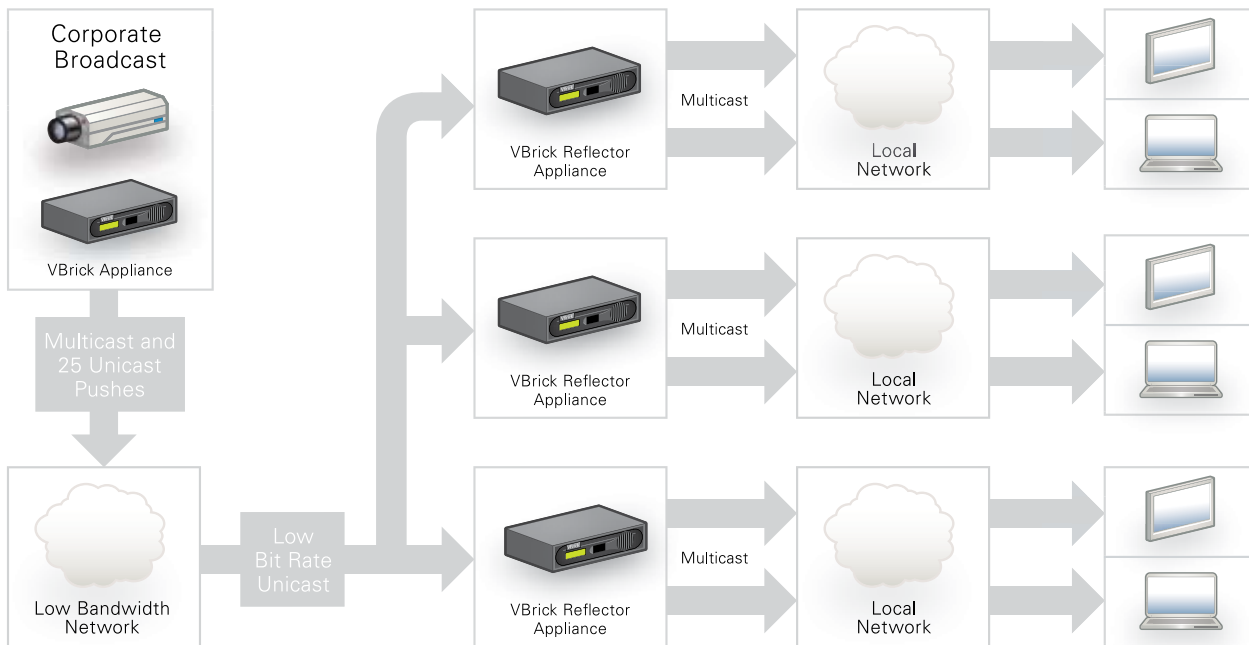 Corporate
Broadcast
VBrick Appliance
Multicast and
25 Unicast
Pushes
Low Bandwidth
Network
Low
Bit Rate
Unicast
VBrick Reflector
Appliance
Multicast
Local
Network
VBrick Reflector
Appliance
Multicast
Local
Network
VBrick Reflector
Appliance
Multicast
Local
Network